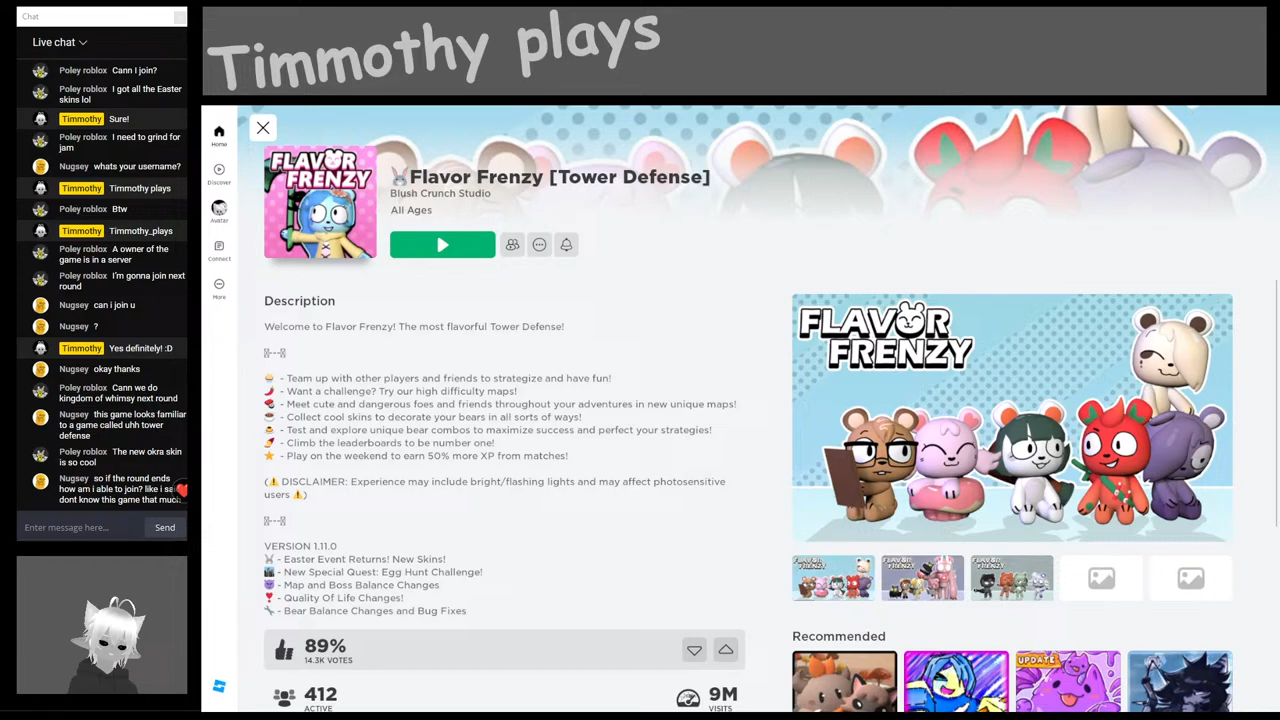 Chat
Live chat
Poley roblox Cann I join?
Poley roblox I got all the Easter
skins lol
Timmothy Sure!
Poley roblox I need to grind for
jam
Nugsey whats your username?
Timmothy Timmothy plays
Poley roblox Btw
Timmothy Timmothy_plays
Poley roblox A owner of the
game is in a server
Poley roblox I'm gonna join next
round
Nugsey can i join u
Nugsey ?
Timmothy Yes definitely! :D
Nugsey okay thanks
Poley roblox Cann we do
kingdom of whimsy next round
Nugsey this game looks familiar
to a game called uhh tower
defense
Poley roblox The new okra skin
is so cool
Nugsey so if the round ends
how am i able to join? like i
dont know this game that
Enter message here...
Send
Timmothy plays
Home
Discover
Avatar
Connect
More
FLAVOR
FRENZY
🐰Flavor Frenzy [Tower Defense]
Blush Crunch Studio
All Ages
Description
Welcome to Flavor Frenzy! The most flavorful Tower Defense!
---
- Team up with other players and friends to strategize and have fun!
- Want a challenge? Try our high difficulty maps!
- Meet cute and dangerous foes and friends throughout your adventures in new unique maps!
- Collect cool skins to decorate your bears in all sorts of ways!
- Test and explore unique bear combos to maximize success and perfect your strategies!
- Climb the leaderboards to be number one!
- Play on the weekend to earn 50% more XP from matches!
(⚠ DISCLAIMER: Experience may include bright/flashing lights and may affect photosensitive
users ⚠)
---
VERSION 1.11.0
- Easter Event Returns! New Skins!
- New Special Quest: Egg Hunt Challenge!
- Map and Boss Balance Changes
- Quality Of Life Changes!
- Bear Balance Changes and Bug Fixes
89%
14.3K VOTES
412
ACTIVE
9M
VISITS
FLAVOR
FRENZY
FLAVOR
FRENZY
FLAVOR
FRENZY
FLAVOR
FRENZY
Recommended
UPDATE